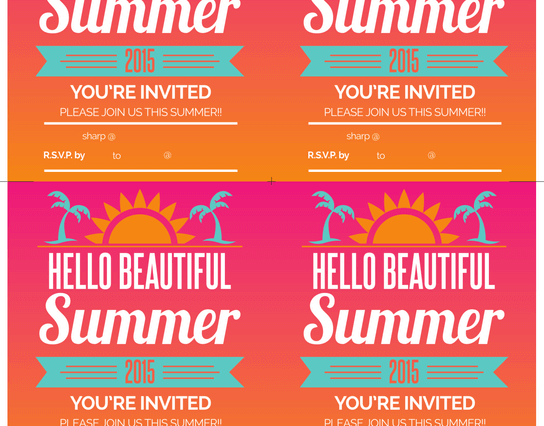 Summer
2015
YOU'RE INVITED
PLEASE JOIN US THIS SUMMER!!
sharp @
R.S.V.P. by to @
Summer
2015
YOU'RE INVITED
PLEASE JOIN US THIS SUMMER!!
sharp @
R.S.V.P. by to @
HELLO BEAUTIFUL
Summer
2015
YOU'RE INVITED
PLEASE JOIN US THIS SUMMER!!
HELLO BEAUTIFUL
Summer
2015
YOU'RE INVITED
PLEASE JOIN US THIS SUMMER!!